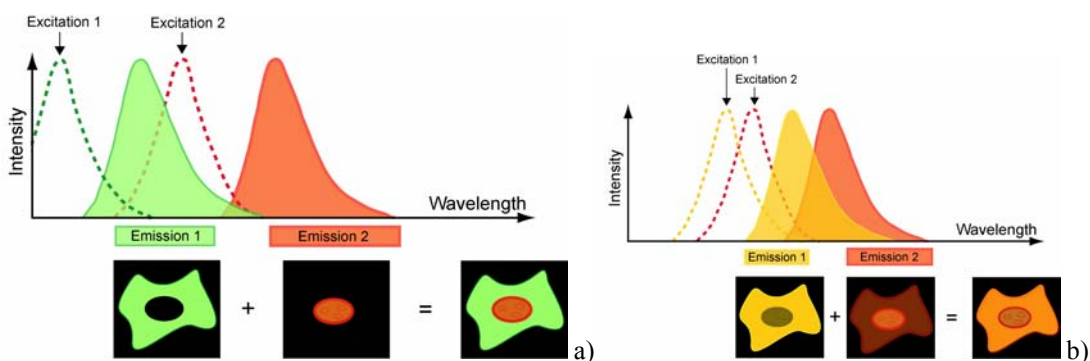 Excitation 1
Excitation 2
Intensity
Wavelength
Emission 1
Emission 2
+
=
a)
Excitation 1
Excitation 2
Intensity
Wavelength
Emission 1
Emission 2
+
=
b)